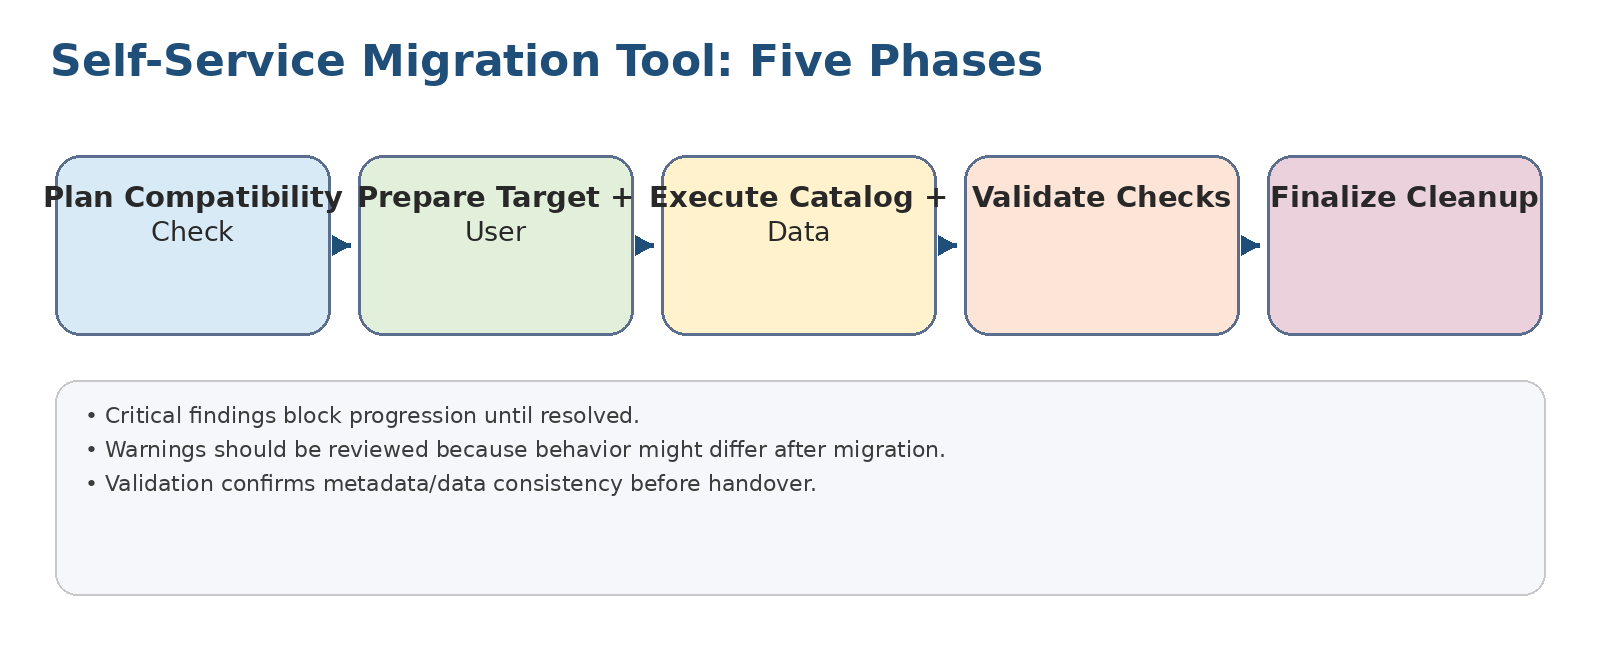 Self-Service Migration Tool: Five Phases
Plan Compatibility
Check
Prepare Target +
User
Execute Catalog +
Data
Validate Checks
Finalize Cleanup
• Critical findings block progression until resolved.
• Warnings should be reviewed because behavior might differ after migration.
• Validation confirms metadata/data consistency before handover.